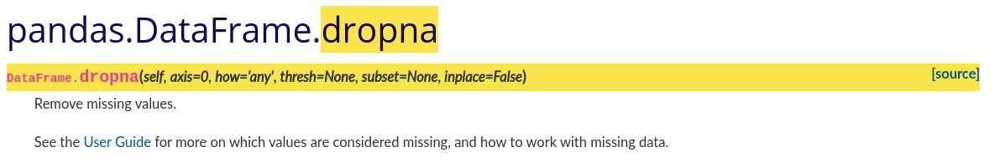 pandas.DataFrame.dropna
DataFrame.dropna(self, axis=0, how='any', thresh=None, subset=None, inplace=False) [source]
Remove missing values.
See the User Guide for more on which values are considered missing, and how to work with missing data.